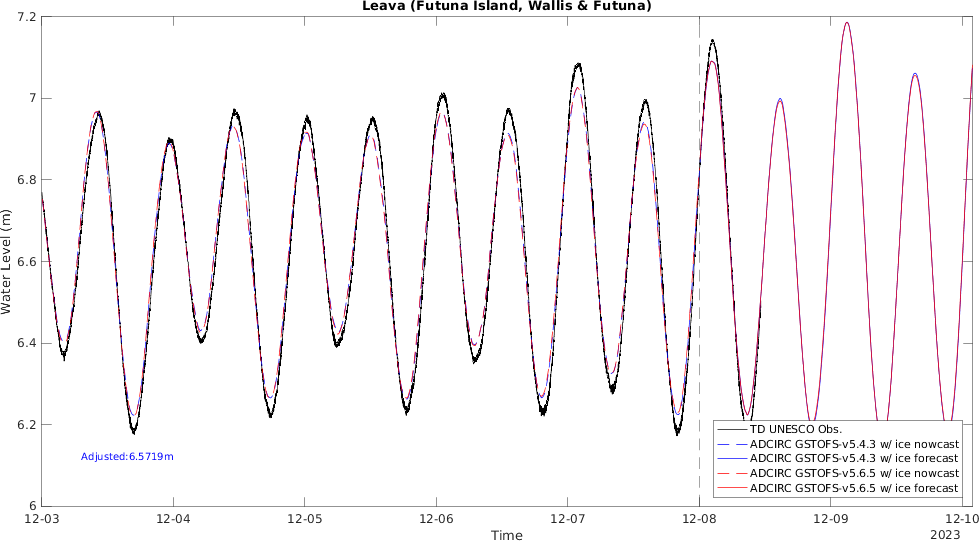 Leava (Futuna Island, Wallis & Futuna)
7.2
7
6.8
6.6
6.4
6.2
6
Water Level (m)
Adjusted:6.5719m
TD UNESCO Obs.
ADCIRC GSTOFS-v5.4.3 w/ ice nowcast
ADCIRC GSTOFS-v5.4.3 w/ ice forecast
ADCIRC GSTOFS-v5.6.5 w/ ice nowcast
ADCIRC GSTOFS-v5.6.5 w/ ice forecast
12-03 12-04 12-05 12-06 12-07 12-08 12-09 12-10
Time
2023